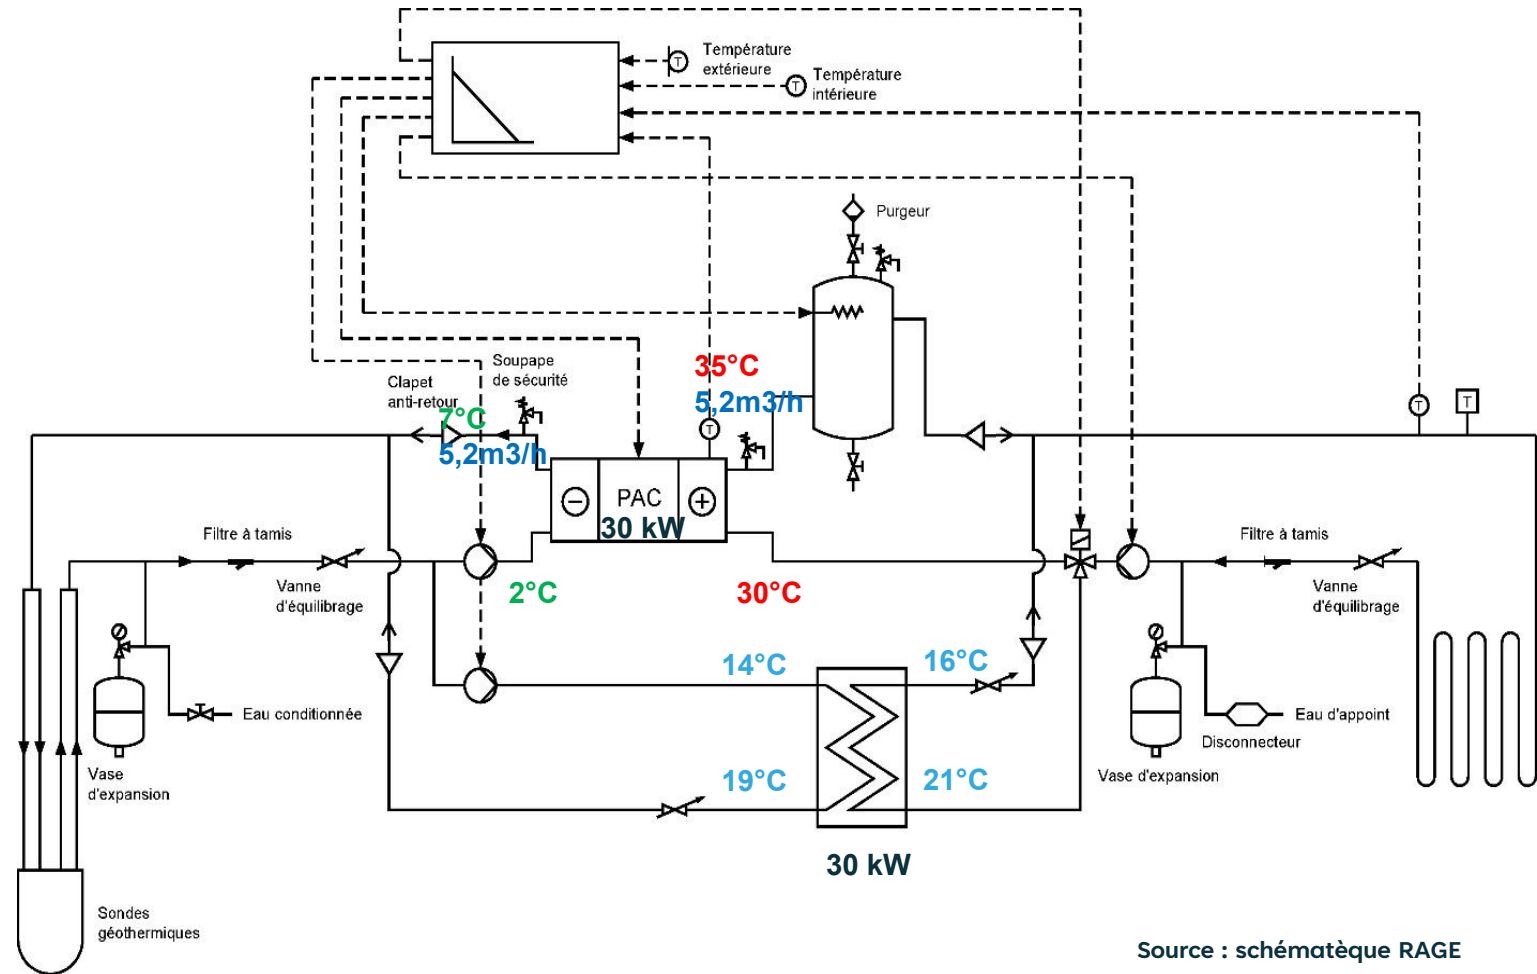 Température
extérieure
T
Température
intérieure
T
Purgeur
35°C
5,2m3/h
Soupape
de sécurité
Clapet
anti-retour
7°C
5,2m3/h
T
T
T
PAC
30 kW
Filtre à tamis
Vanne
d'équilibrage
2°C
30°C
Filtre à tamis
Vanne
d'équilibrage
14°C
16°C
Eau conditionnée
Vase
d'expansion
19°C
21°C
Eau d'appoint
Disconnecteur
Vase d'expansion
30 kW
Sondes
géothermiques
Source : schématèque RAGE